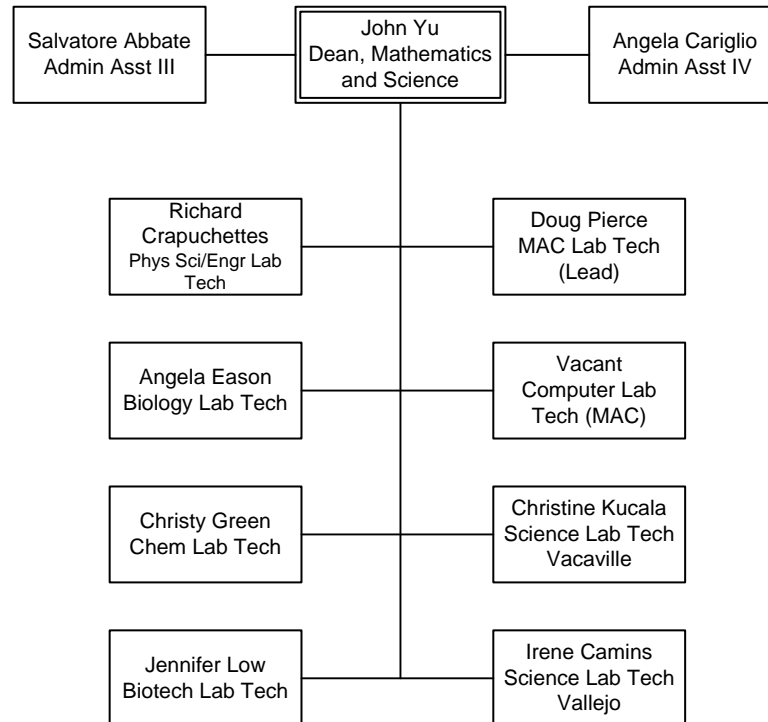 Salvatore Abbate
Admin Asst III
John Yu
Dean, Mathematics
and Science
Angela Cariglio
Admin Asst IV
Richard
Crapuchettes
Phys Sci/Engr Lab
Tech
Doug Pierce
MAC Lab Tech
(Lead)
Angela Eason
Biology Lab Tech
Vacant
Computer Lab
Tech (MAC)
Christy Green
Chem Lab Tech
Christine Kucala
Science Lab Tech
Vacaville
Jennifer Low
Biotech Lab Tech
Irene Camins
Science Lab Tech
Vallejo